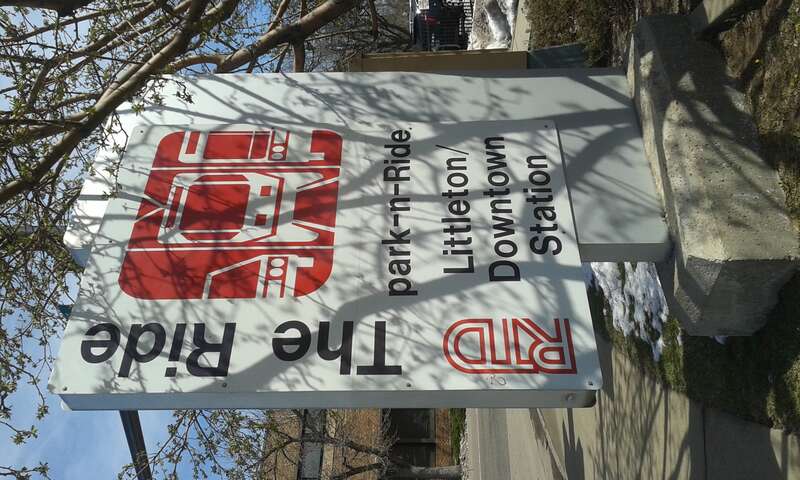 The Ride
park-n-Ride
Littleton/
Downtown
Station
RTD